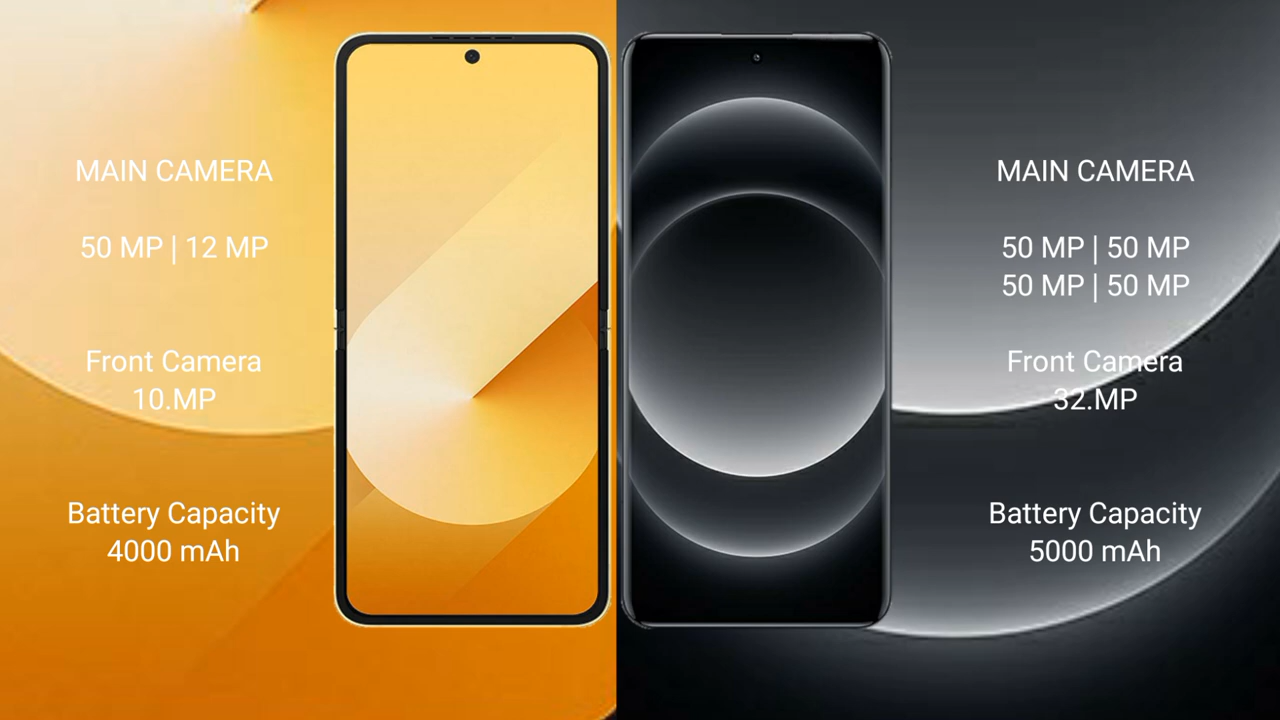 MAIN CAMERA
50 MP | 12 MP
Front Camera
10.MP
Battery Capacity
4000 mAh
MAIN CAMERA
50 MP | 50 MP
50 MP | 50 MP
Front Camera
32.MP
Battery Capacity
5000 mAh